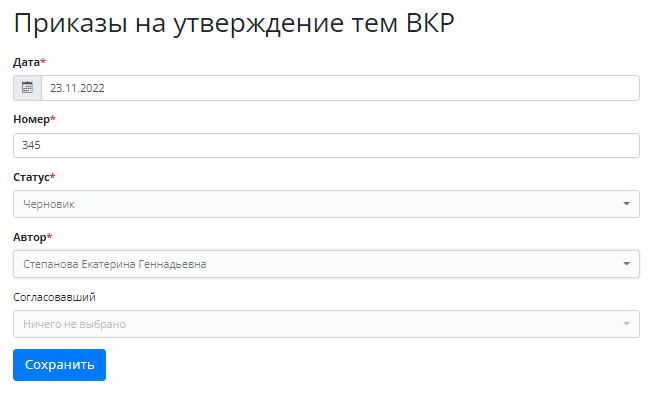 Приказы на утверждение тем ВКР
Дата*
23.11.2022
Номер*
345
Статус*
Черновик
Автор*
Степанова Екатерина Геннадьевна
Согласовавший
Ничего не выбрано
Сохранить